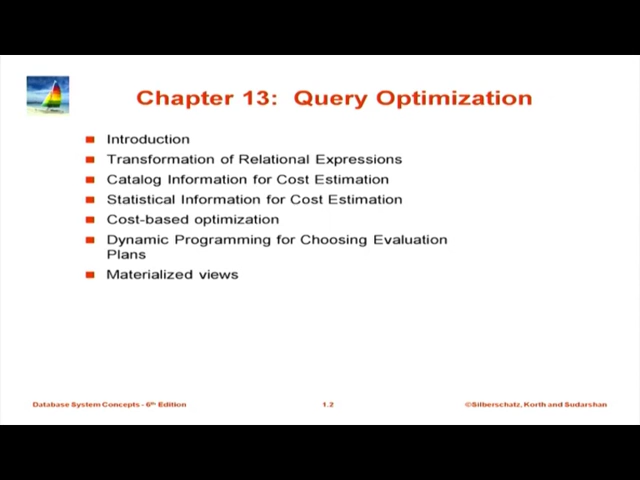 Chapter 13: Query Optimization
Introduction
Transformation of Relational Expressions
Catalog Information for Cost Estimation
Statistical Information for Cost Estimation
Cost-based optimization
Dynamic Programming for Choosing Evaluation
Plans
Materialized views
Database System Concepts - 6th Edition
1.2
©Silberschatz, Korth and Sudarshan